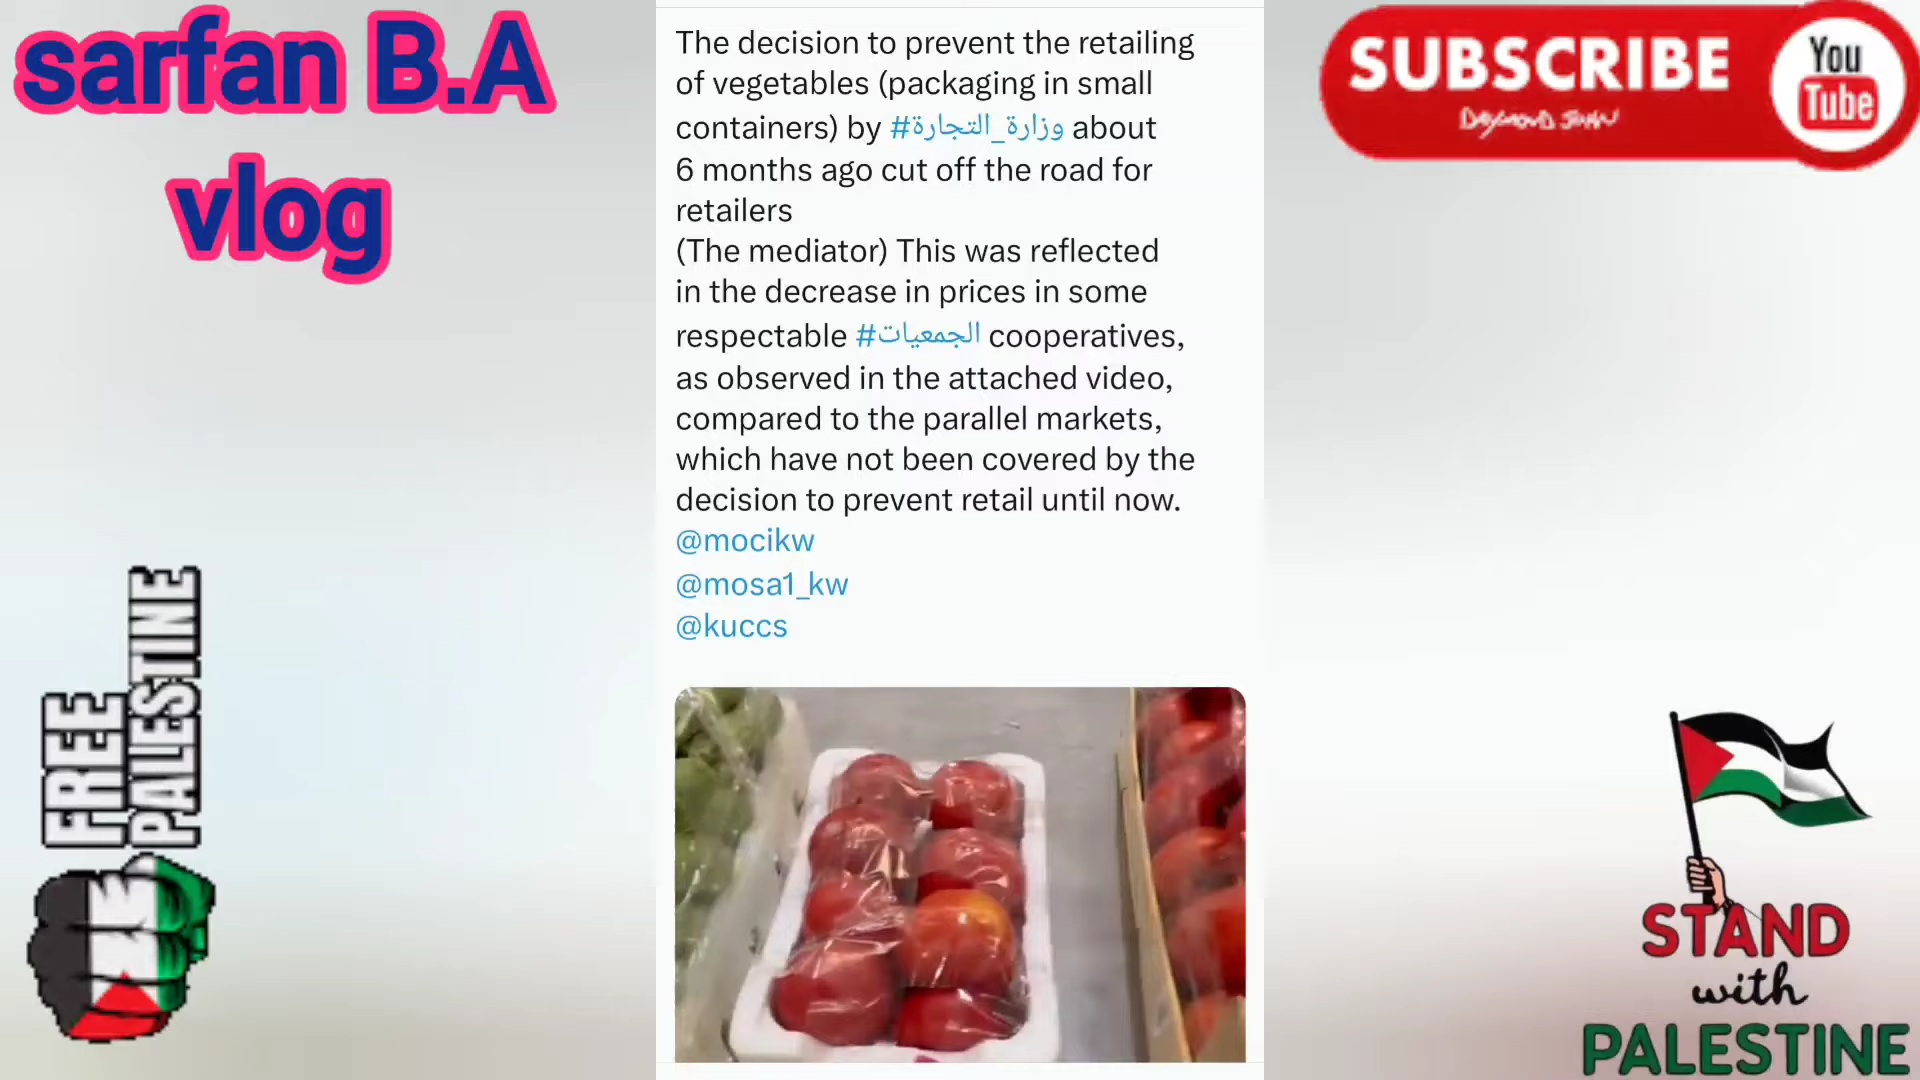 sarfan B.A
vlog
The decision to prevent the retailing
of vegetables (packaging in small
containers) by #وزارة_التجارة about
6 months ago cut off the road for
retailers
(The mediator) This was reflected
in the decrease in prices in some
respectable #الجمعيات cooperatives,
as observed in the attached video,
compared to the parallel markets,
which have not been covered by the
decision to prevent retail until now.
@mocikw
@mosa1_kw
@kuccs
SUBSCRIBE
You
Tube
FREE
PALESTINE
STAND
with
PALESTINE